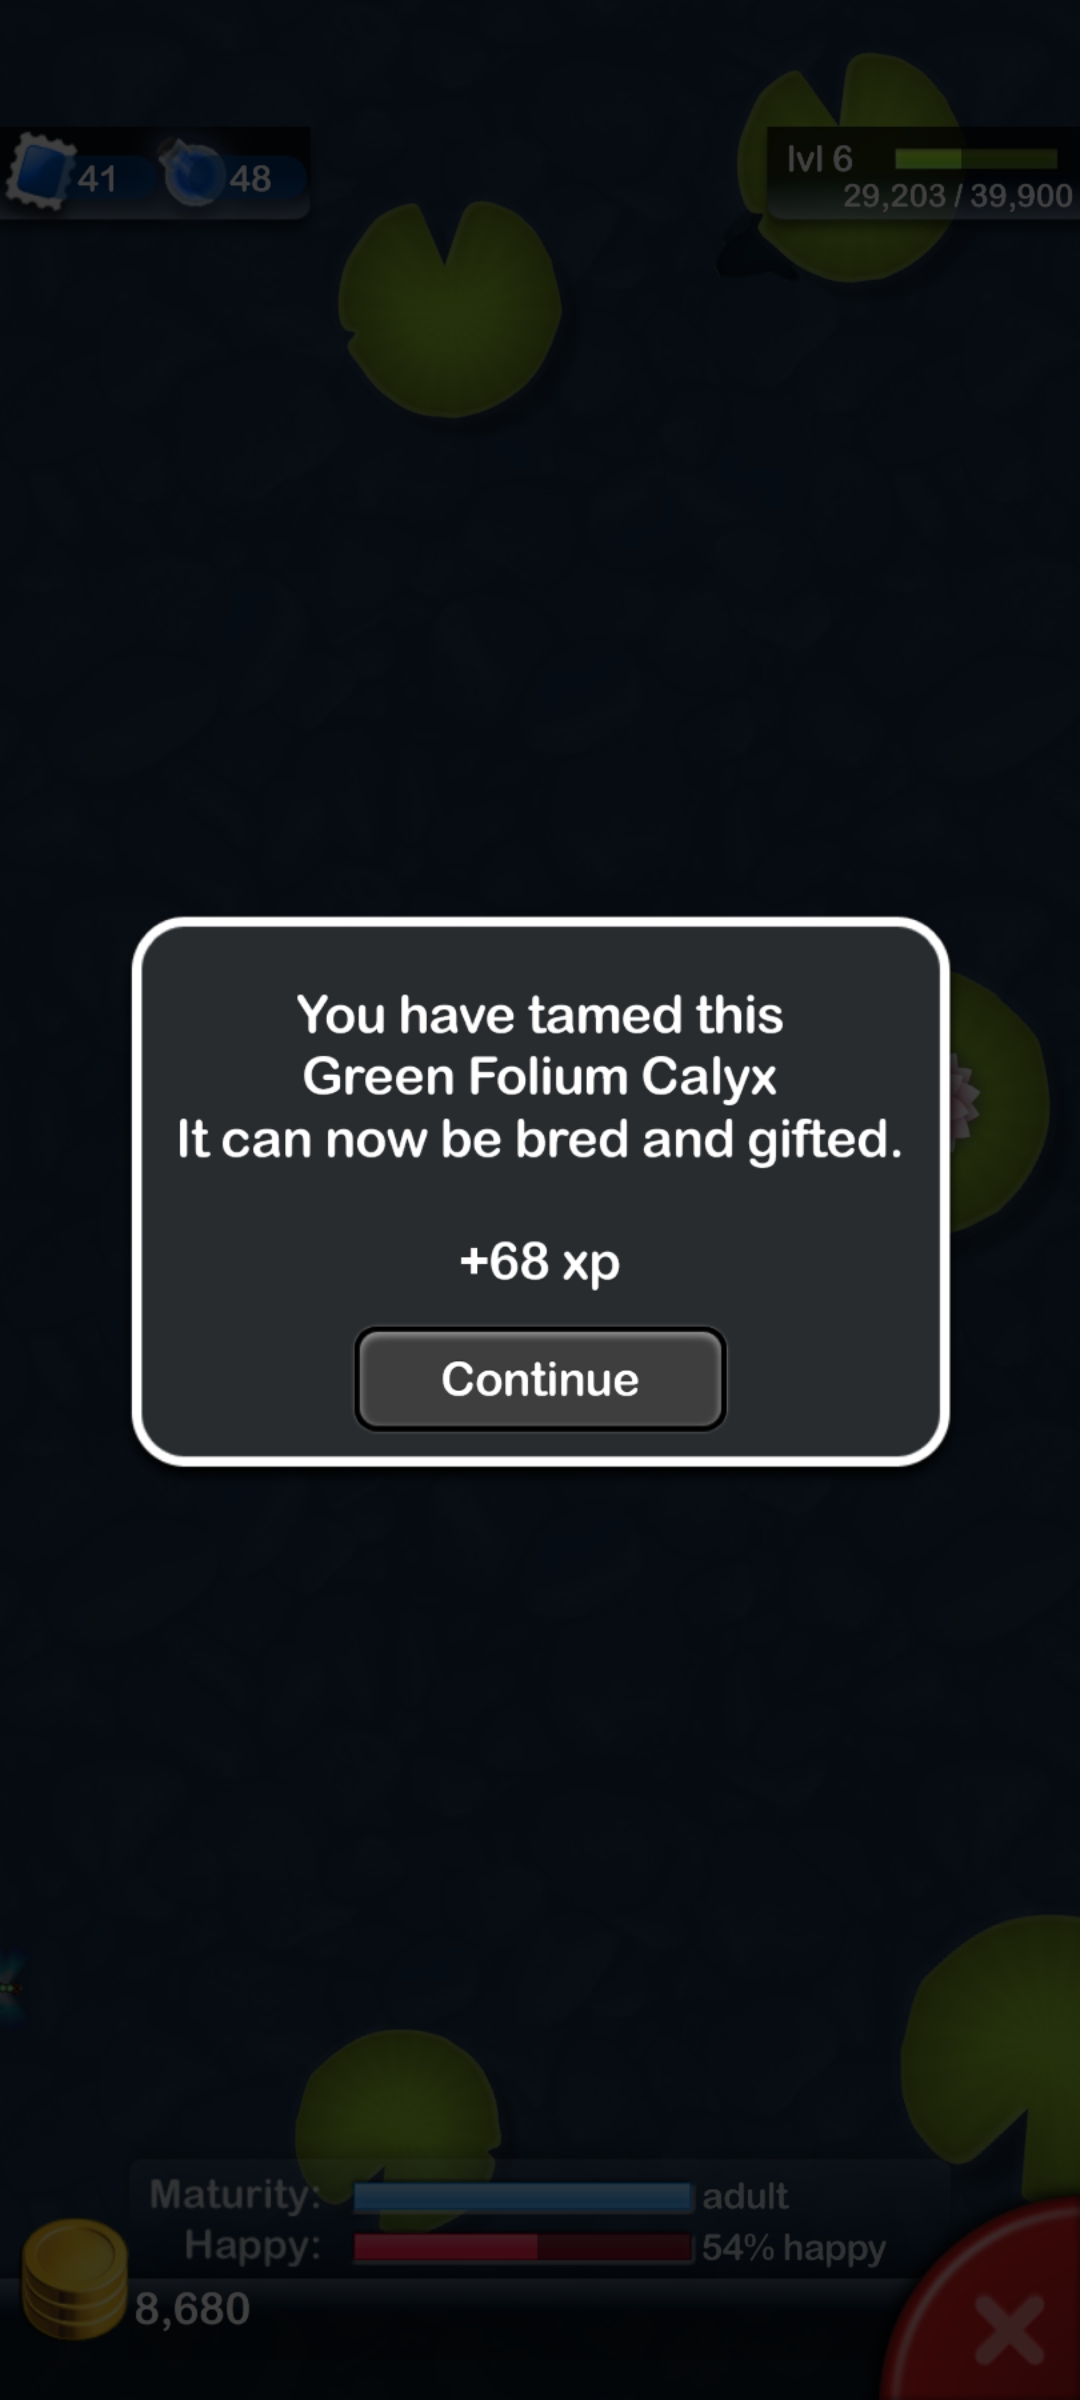 41
48
lvl 6
29,203 / 39,900
You have tamed this
Green Folium Calyx
It can now be bred and gifted.
+68 xp
Continue
Maturity: adult
Happy: 54% happy
8,680